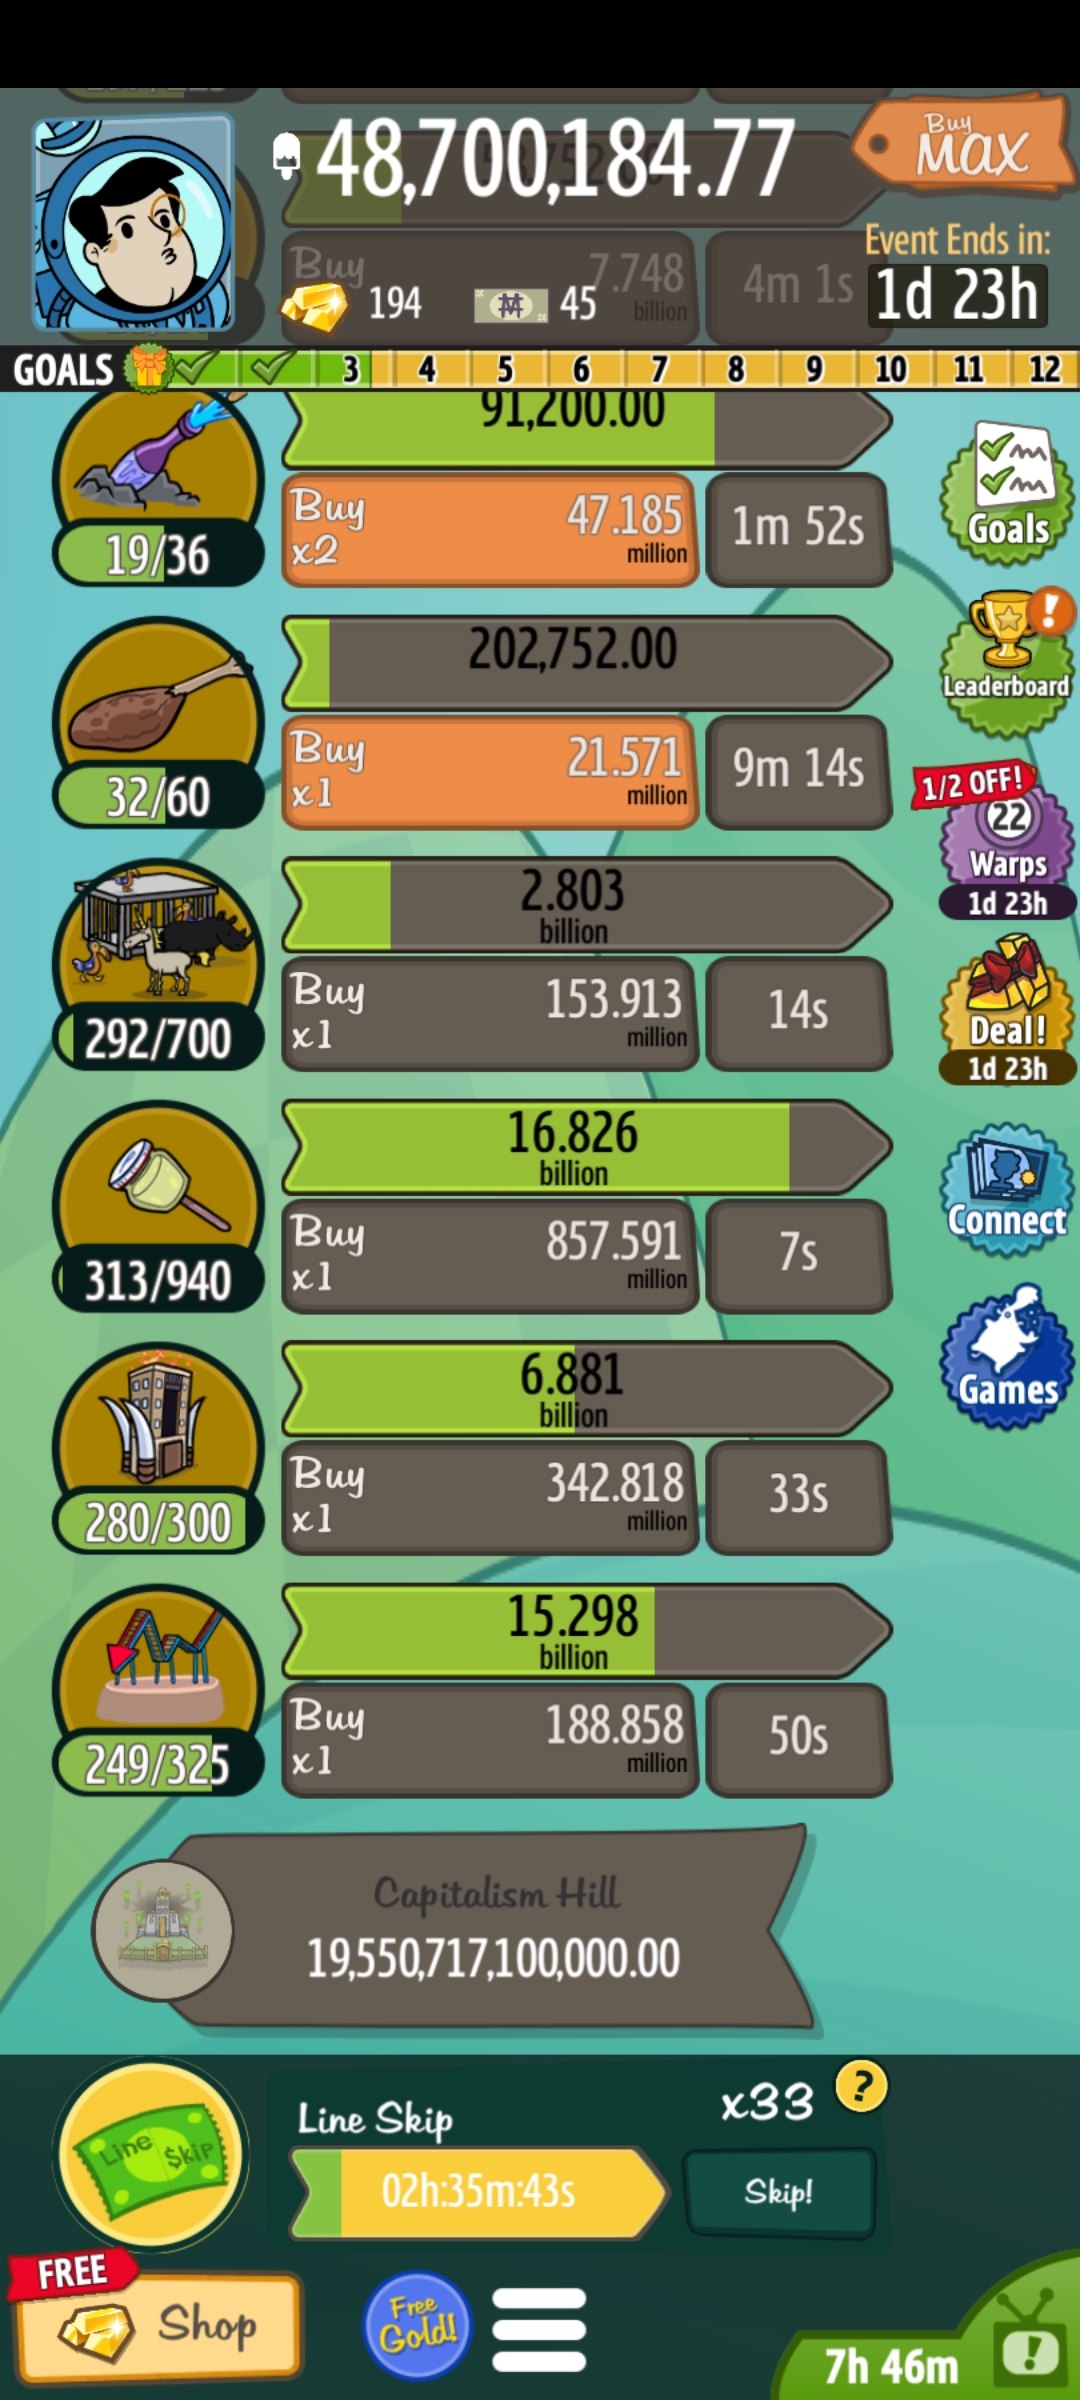 48,700,184.77
Buy
MAX
Event Ends in:
1d 23h
Buy
7.748
billion
4m 1s
194
45
GOALS 3 4 5 6 7 8 9 10 11 12
91,200.00
Buy
x2
47.185
million
1m 52s
19/36
Goals
202,752.00
Leaderboard
Buy
x1
21.571
million
9m 14s
32/60
1/2 OFF!
22
Warps
1d 23h
2.803
billion
Buy
x1
153.913
million
14s
292/700
Deal!
1d 23h
16.826
billion
Buy
x1
857.591
million
7s
313/940
Connect
6.881
billion
Buy
x1
342.818
million
33s
280/300
Games
15.298
billion
Buy
x1
188.858
million
50s
249/325
Capitalism Hill
19,550,717,100,000.00
Line $kip
Line Skip
x33
?
02h:35m:43s
Skip!
FREE
Shop
Free
Gold!
7h 46m